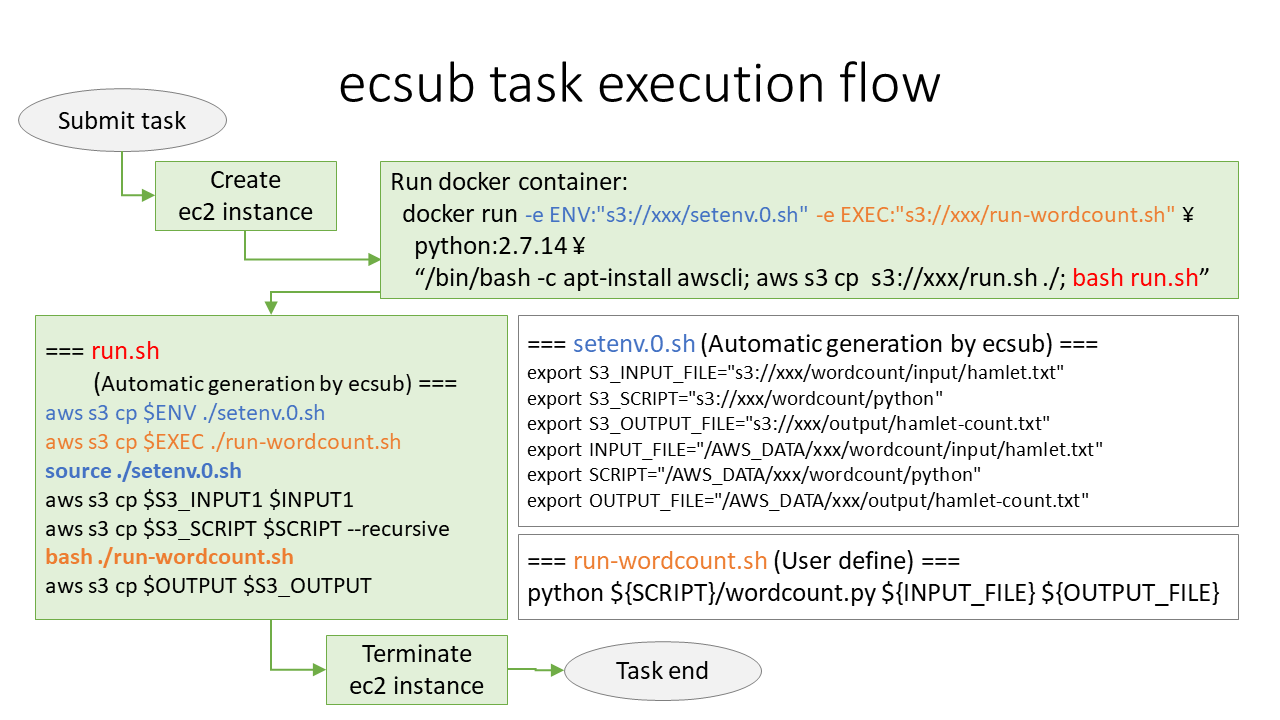 ecsub task execution flow
Submit task
Create
ec2 instance
Run docker container:
docker run -e ENV:"s3://xxx/setenv.0.sh" -e EXEC:"s3://xxx/run-wordcount.sh" ¥
python:2.7.14 ¥
“/bin/bash -c apt-install awscli; aws s3 cp s3://xxx/run.sh ./; bash run.sh”
=== run.sh
(Automatic generation by ecsub) ===
aws s3 cp $ENV ./setenv.0.sh
aws s3 cp $EXEC ./run-wordcount.sh
source ./setenv.0.sh
aws s3 cp $S3_INPUT1 $INPUT1
aws s3 cp $S3_SCRIPT $SCRIPT --recursive
bash ./run-wordcount.sh
aws s3 cp $OUTPUT $S3_OUTPUT
=== setenv.0.sh (Automatic generation by ecsub) ===
export S3_INPUT_FILE="s3://xxx/wordcount/input/hamlet.txt"
export S3_SCRIPT="s3://xxx/wordcount/python"
export S3_OUTPUT_FILE="s3://xxx/output/hamlet-count.txt"
export INPUT_FILE="/AWS_DATA/xxx/wordcount/input/hamlet.txt"
export SCRIPT="/AWS_DATA/xxx/wordcount/python"
export OUTPUT_FILE="/AWS_DATA/xxx/output/hamlet-count.txt"
=== run-wordcount.sh (User define) ===
python ${SCRIPT}/wordcount.py ${INPUT_FILE} ${OUTPUT_FILE}
Terminate
ec2 instance
Task end